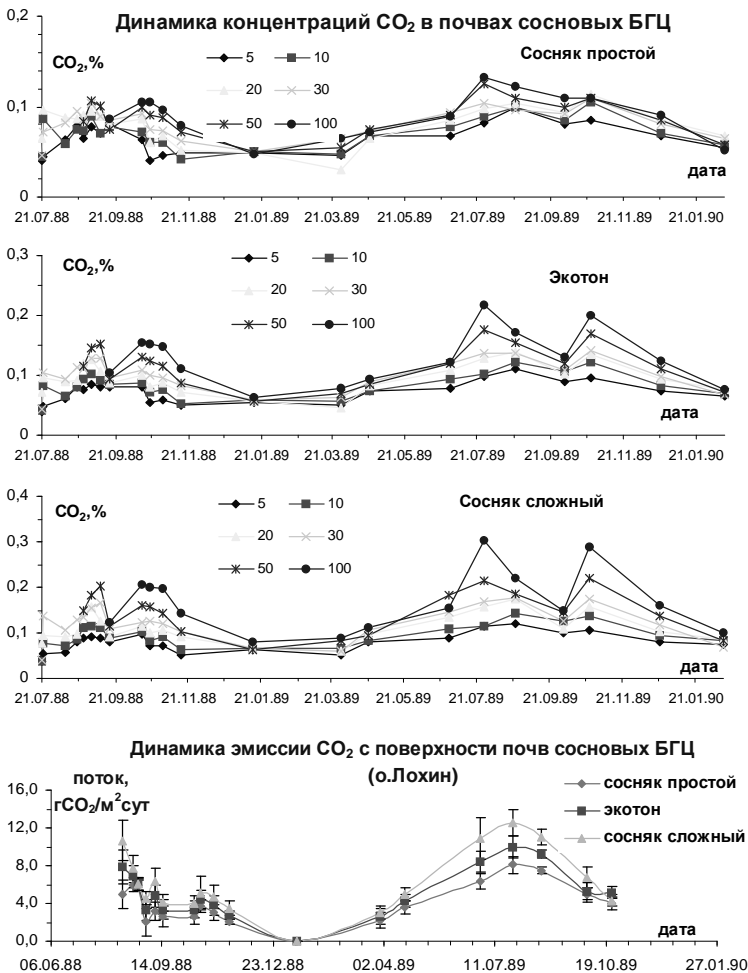 Динамика концентраций CO₂ в почвах сосновых БГЦ
CO₂,%
5 10
20 30
50 100
Сосняк простой
0,2
0,1
0
дата
21.07.88 21.09.88 21.11.88 21.01.89 21.03.89 21.05.89 21.07.89 21.09.89 21.11.89 21.01.90
CO₂,%
5 10
20 30
50 100
Экотон
0,3
0,2
0,1
0
дата
21.07.88 21.09.88 21.11.88 21.01.89 21.03.89 21.05.89 21.07.89 21.09.89 21.11.89 21.01.90
CO₂,%
5 10
20 30
50 100
Сосняк сложный
0,4
0,3
0,2
0,1
0
дата
21.07.88 21.09.88 21.11.88 21.01.89 21.03.89 21.05.89 21.07.89 21.09.89 21.11.89 21.01.90
Динамика эмиссии CO₂ с поверхности почв сосновых БГЦ
(о.Лохин)
поток,
гCO₂/м²сут
сосняк простой
экотон
сосняк сложный
16,0
12,0
8,0
4,0
0,0
дата
06.06.88 14.09.88 23.12.88 02.04.89 11.07.89 19.10.89 27.01.90